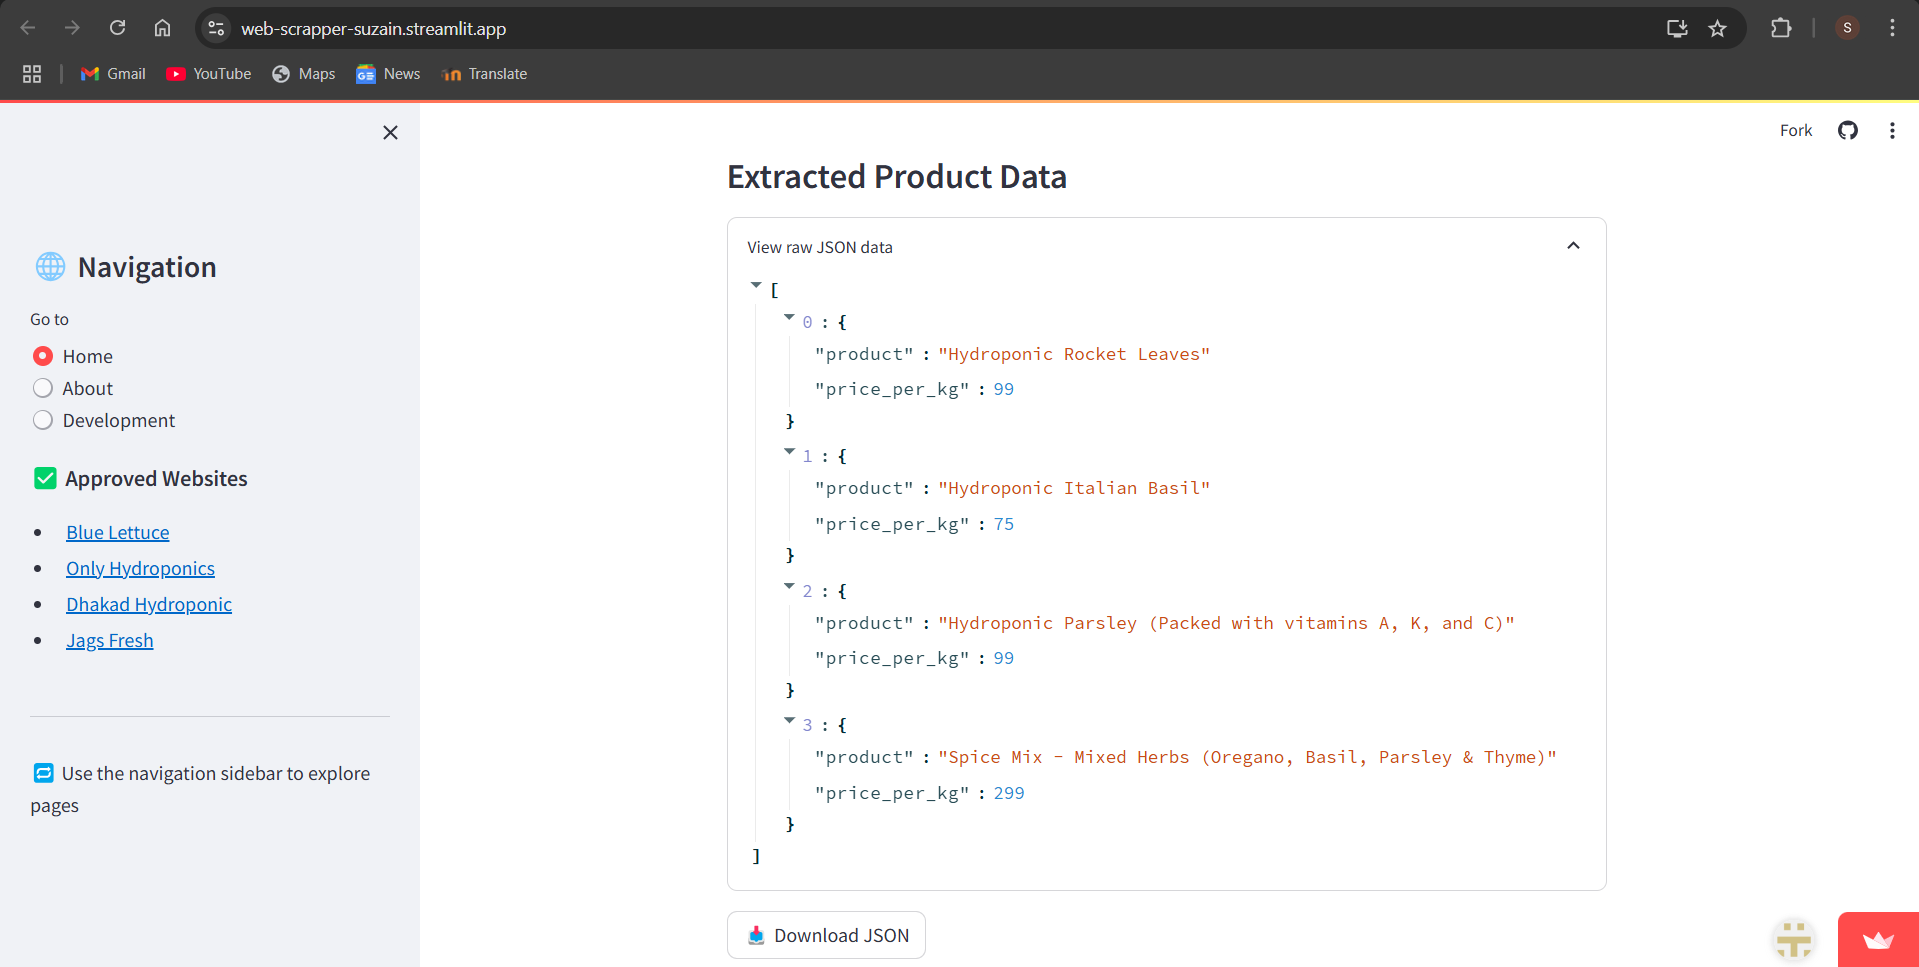 web-scrapper-suzain.streamlit.app
S
Gmail
YouTube
Maps
News
Translate
Fork
Navigation
Go to
Home
About
Development
Approved Websites
Blue Lettuce
Only Hydroponics
Dhakad Hydroponic
Jags Fresh
Use the navigation sidebar to explore
pages
Extracted Product Data
View raw JSON data
[
0 : {
"product" : "Hydroponic Rocket Leaves"
"price_per_kg" : 99
}
1 : {
"product" : "Hydroponic Italian Basil"
"price_per_kg" : 75
}
2 : {
"product" : "Hydroponic Parsley (Packed with vitamins A, K, and C)"
"price_per_kg" : 99
}
3 : {
"product" : "Spice Mix - Mixed Herbs (Oregano, Basil, Parsley & Thyme)"
"price_per_kg" : 299
}
]
Download JSON